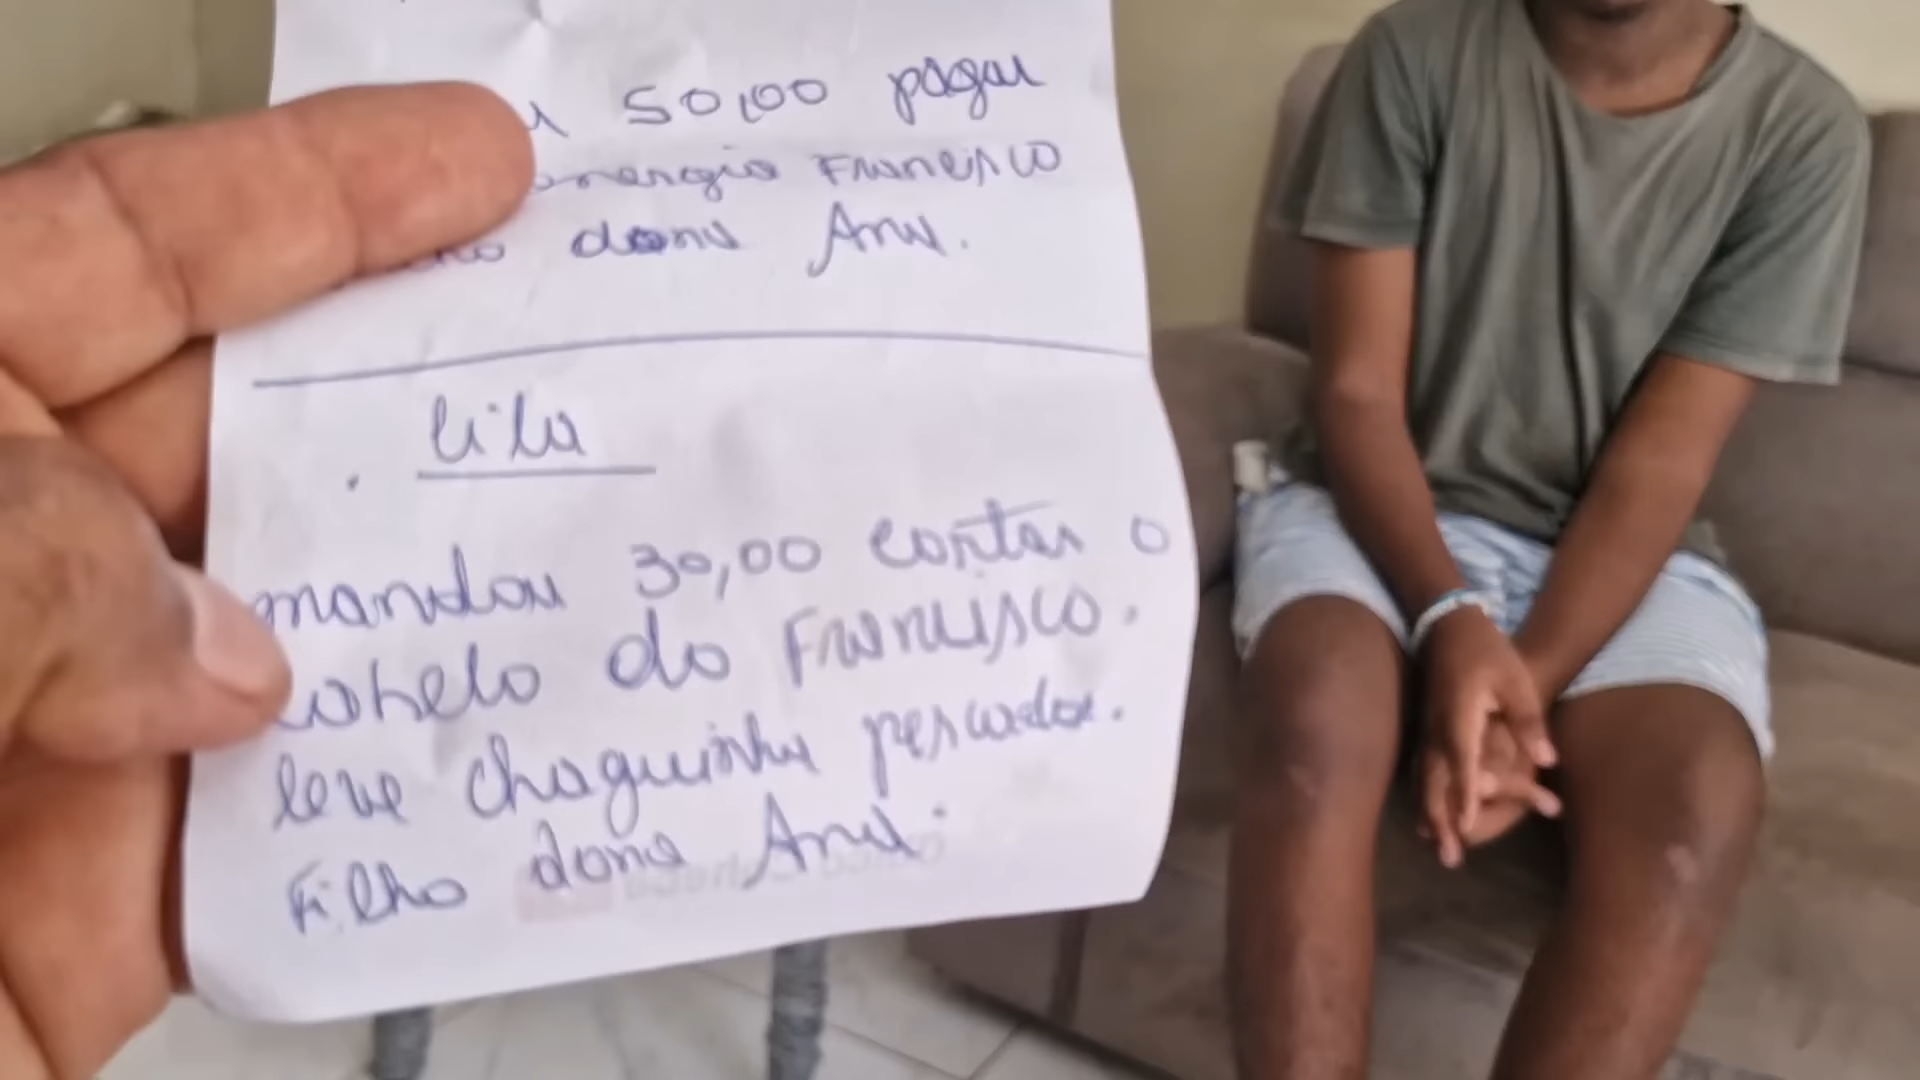 50,00 pagar
energia Francisco
dona Ana.
Lila
mandou 30,00 cortar o
cabelo do Francisco.
leve chaguinha pescador.
Filho dona Ana.